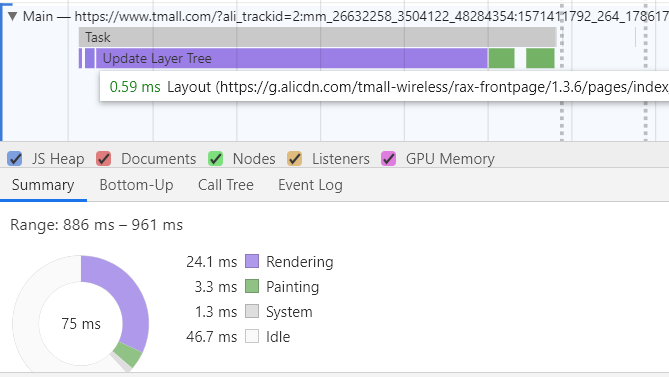 Main — https://www.tmall.com/?ali_trackid=2:mm_26632258_3504122_48284354:1571411792_264_178617
Task
Update Layer Tree
0.59 ms Layout (https://g.alicdn.com/tmall-wireless/rax-frontpage/1.3.6/pages/index
JS Heap Documents Nodes Listeners GPU Memory
Summary Bottom-Up Call Tree Event Log
Range: 886 ms – 961 ms
24.1 ms Rendering
3.3 ms Painting
75 ms
1.3 ms System
46.7 ms Idle